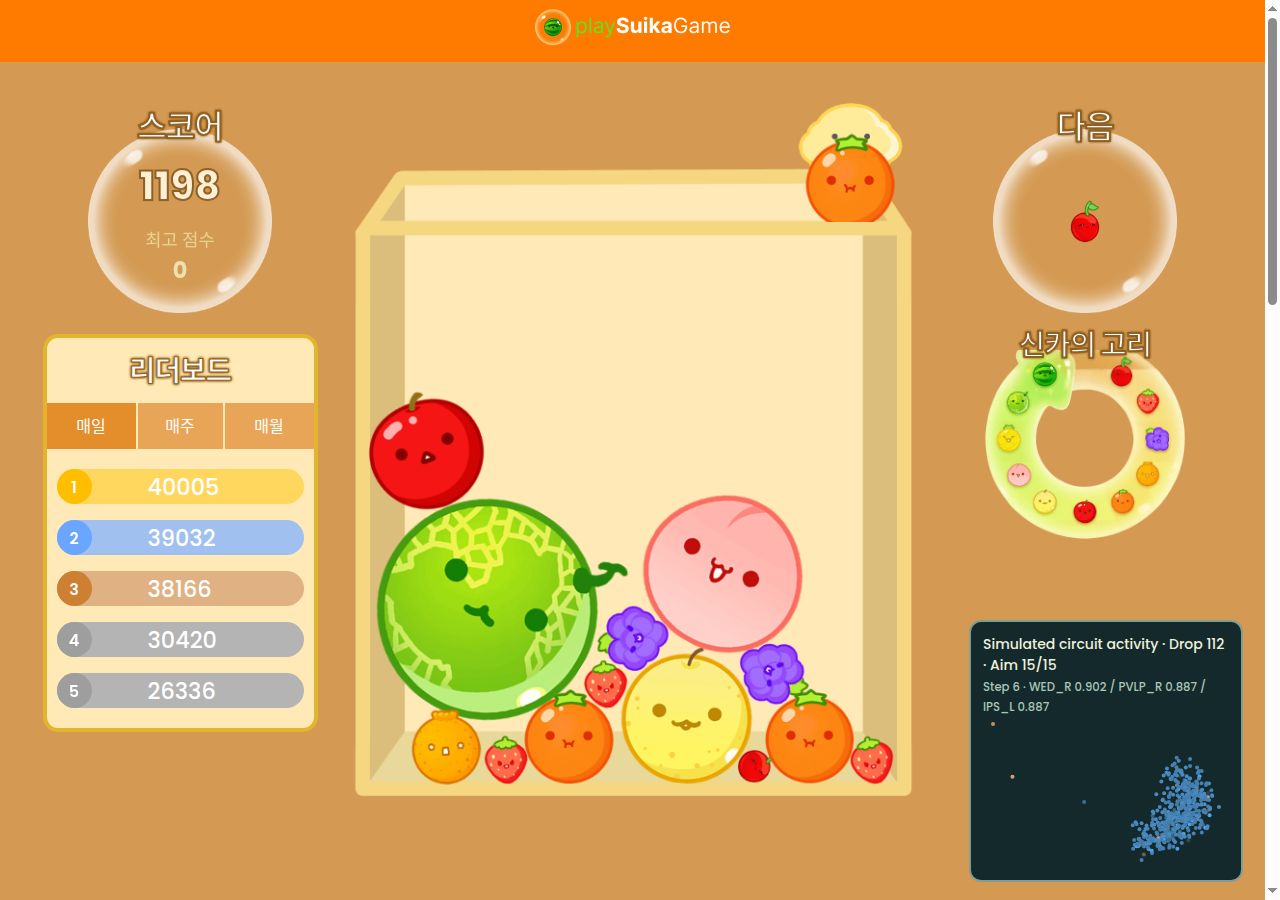 playSuikaGame
스코어
1198
최고 점수
0
다음
신카의 고리
리더보드
매일 매주 매월
1 40005
2 39032
3 38166
4 30420
5 26336
Simulated circuit activity · Drop 112
· Aim 15/15
Step 6 · WED_R 0.902 / PVLP_R 0.887 /
IPS_L 0.887